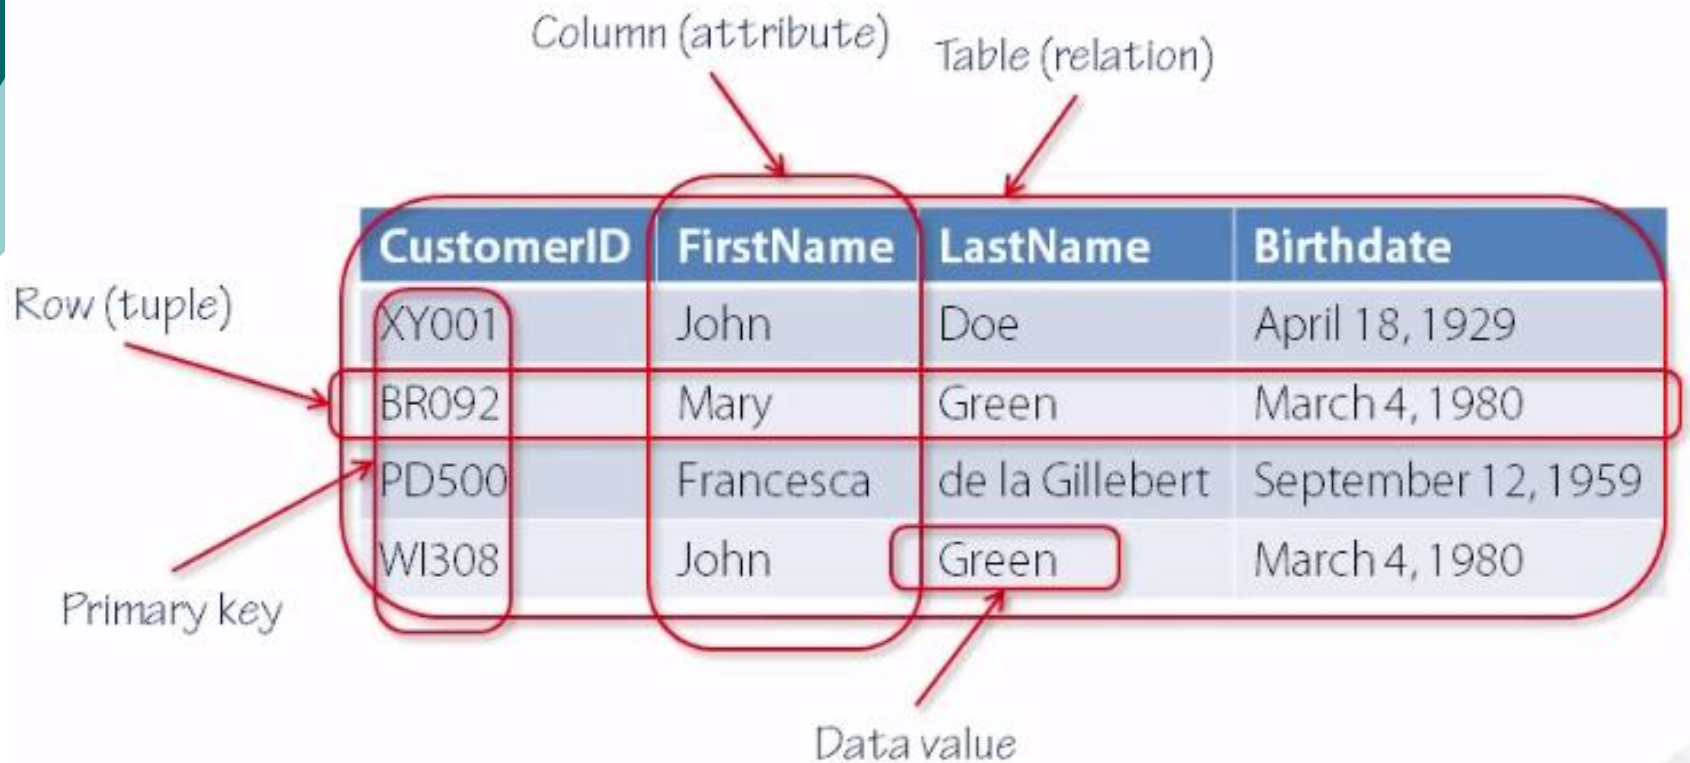 Column (attribute)
Table (relation)
CustomerID FirstName LastName Birthdate
Row (tuple)
XY001 John Doe April 18, 1929
BR092 Mary Green March 4, 1980
PD500 Francesca de la Gillebert September 12, 1959
WI308 John Green March 4, 1980
Primary key
Data value